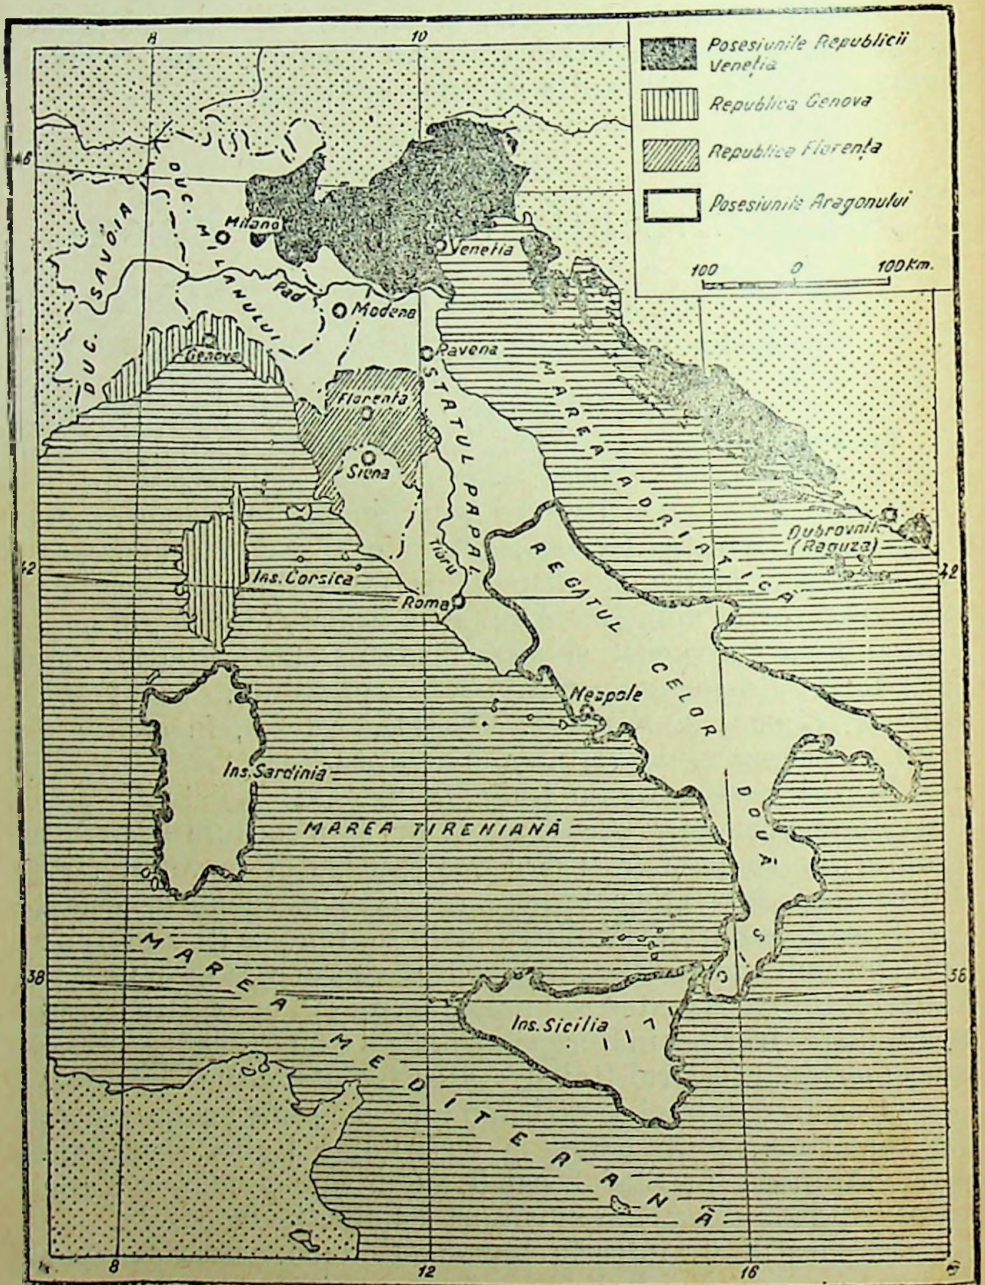 8
10
Posesiunile Republicii
Veneția
Republica Genova
Republica Florența
Posesiunile Aragonului
100 0 100 Km.
46
DUC. SAVOIA
DUC. MILANULUI
Milano
Veneția
Pad
Modena
Genova
Ravena
Florența
Siena
STATUL PAPAL
MAREA ADRIATICĂ
Dubrovnik
(Raguza)
42
42
Ins. Corsica
Tibru
Roma
REGATUL CELOR DOUĂ SICILII
Neapole
Ins. Sardinia
MAREA TIRENIANĂ
38
38
Ins. Sicilia
MAREA MEDITERANĂ
8
12
16